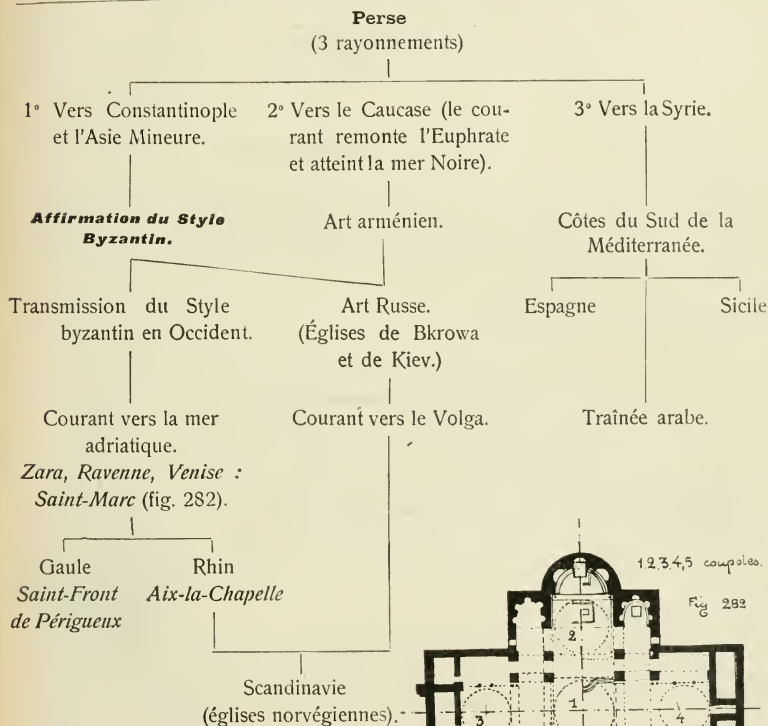 Perse
(3 rayonnements)
1° Vers Constantinople
et l'Asie Mineure.
2° Vers le Caucase (le cou-
rant remonte l'Euphrate
et atteint la mer Noire).
3° Vers la Syrie.
Affirmation du Style
Byzantin.
Art arménien.
Côtes du Sud de la
Méditerranée.
Transmission du Style
byzantin en Occident.
Art Russe.
(Églises de Bkrowa
et de Kiev.)
Espagne
Sicile
Courant vers la mer
adriatique.
Zara, Ravenne, Venise :
Saint-Marc (fig. 282).
Courant vers le Volga.
Traînée arabe.
Gaule
Saint-Front
de Périgueux
Rhin
Aix-la-Chapelle
Scandinavie
(églises norvégiennes).
1.2.3.4,5 coupoles.
Fig 282
2
1
3
4